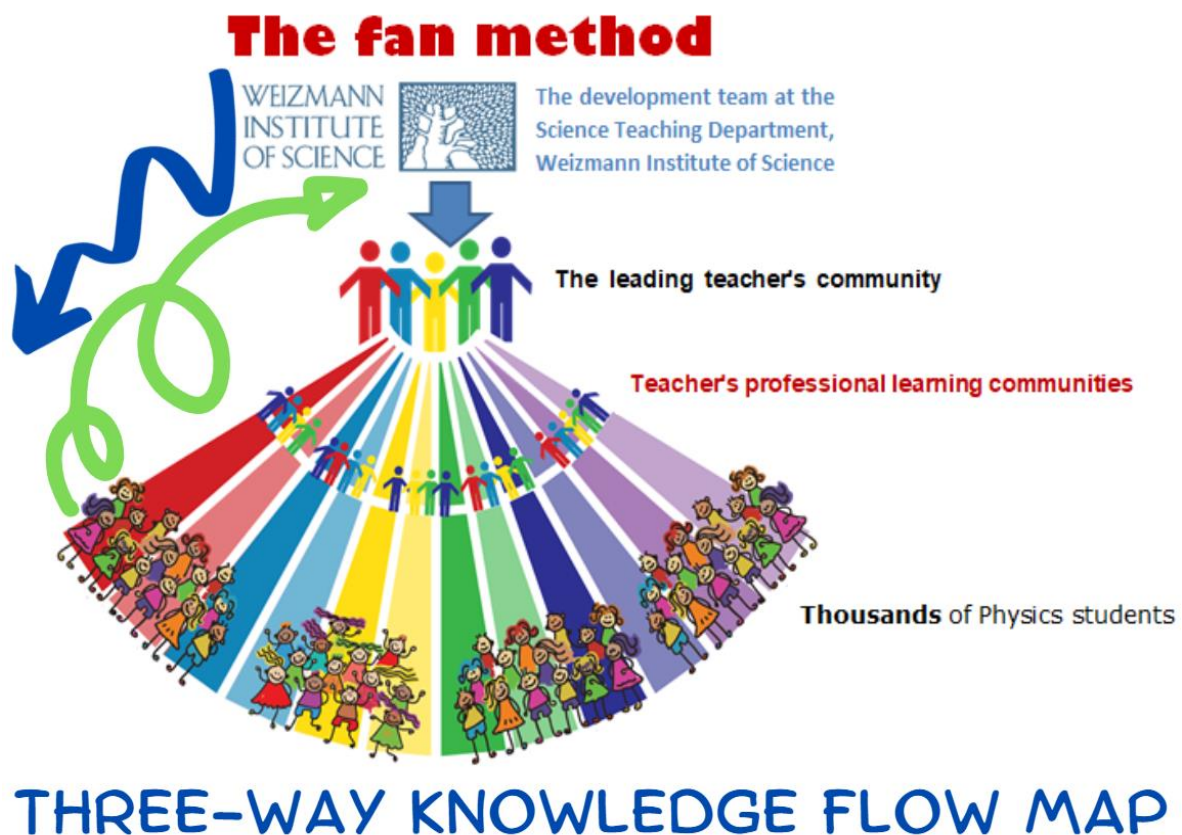 The fan method
WEIZMANN
INSTITUTE
OF SCIENCE
The development team at the
Science Teaching Department,
Weizmann Institute of Science
The leading teacher's community
Teacher's professional learning communities
Thousands of Physics students
THREE-WAY KNOWLEDGE FLOW MAP